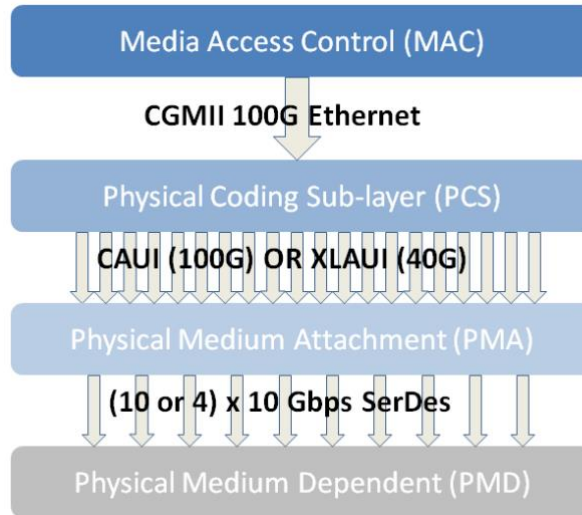 Media Access Control (MAC)
CGMII 100G Ethernet
Physical Coding Sub-layer (PCS)
CAUI (100G) OR XLAUI (40G)
Physical Medium Attachment (PMA)
(10 or 4) x 10 Gbps SerDes
Physical Medium Dependent (PMD)